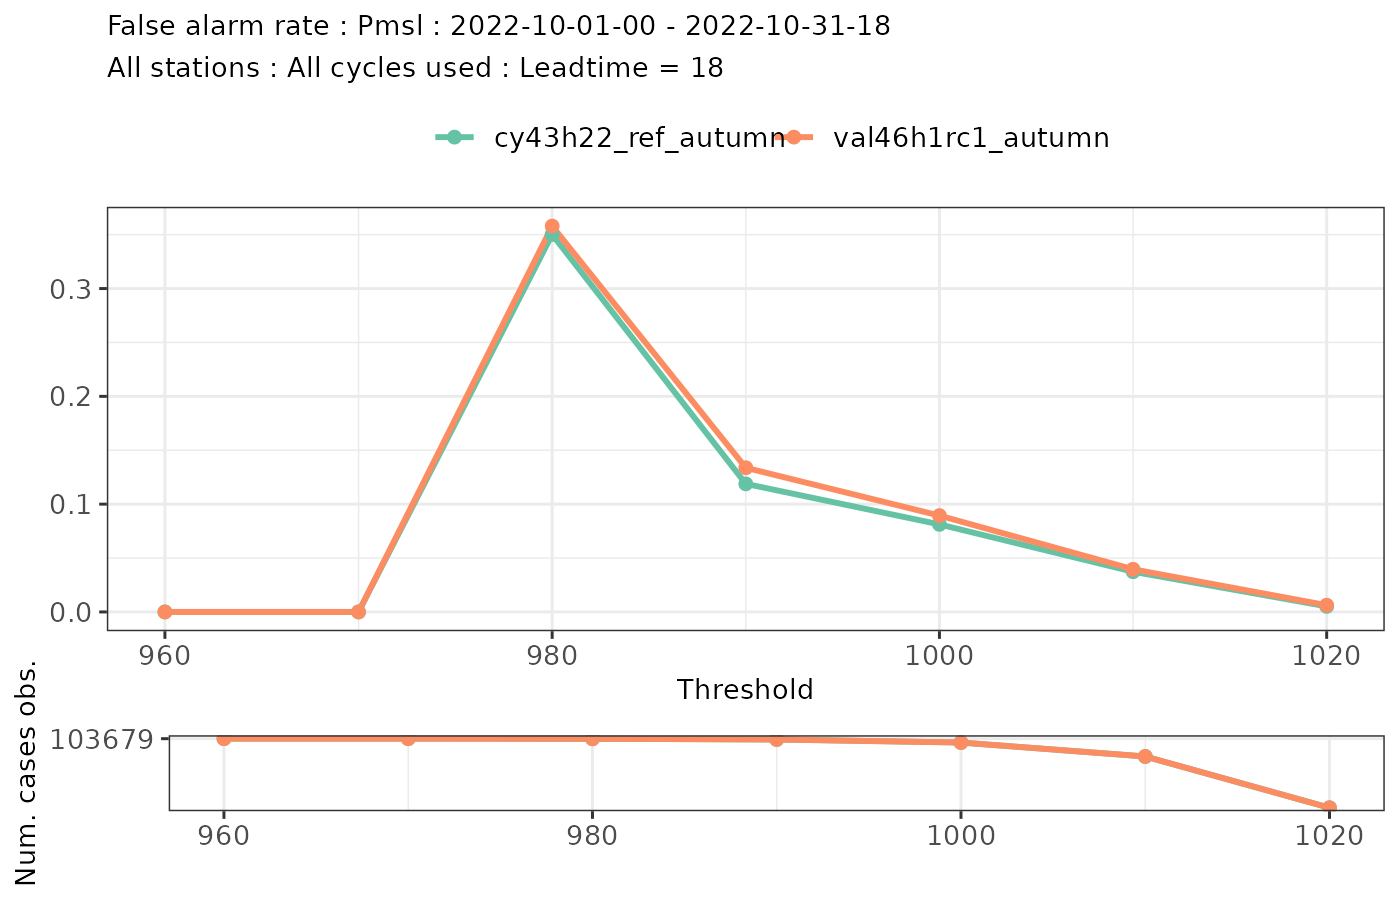 False alarm rate : Pmsl : 2022-10-01-00 - 2022-10-31-18
All stations : All cycles used : Leadtime = 18
cy43h22_ref_autumn val46h1rc1_autumn
0.3
0.2
0.1
0.0
960 980 1000 1020
Threshold
Num. cases obs.
103679
960 980 1000 1020